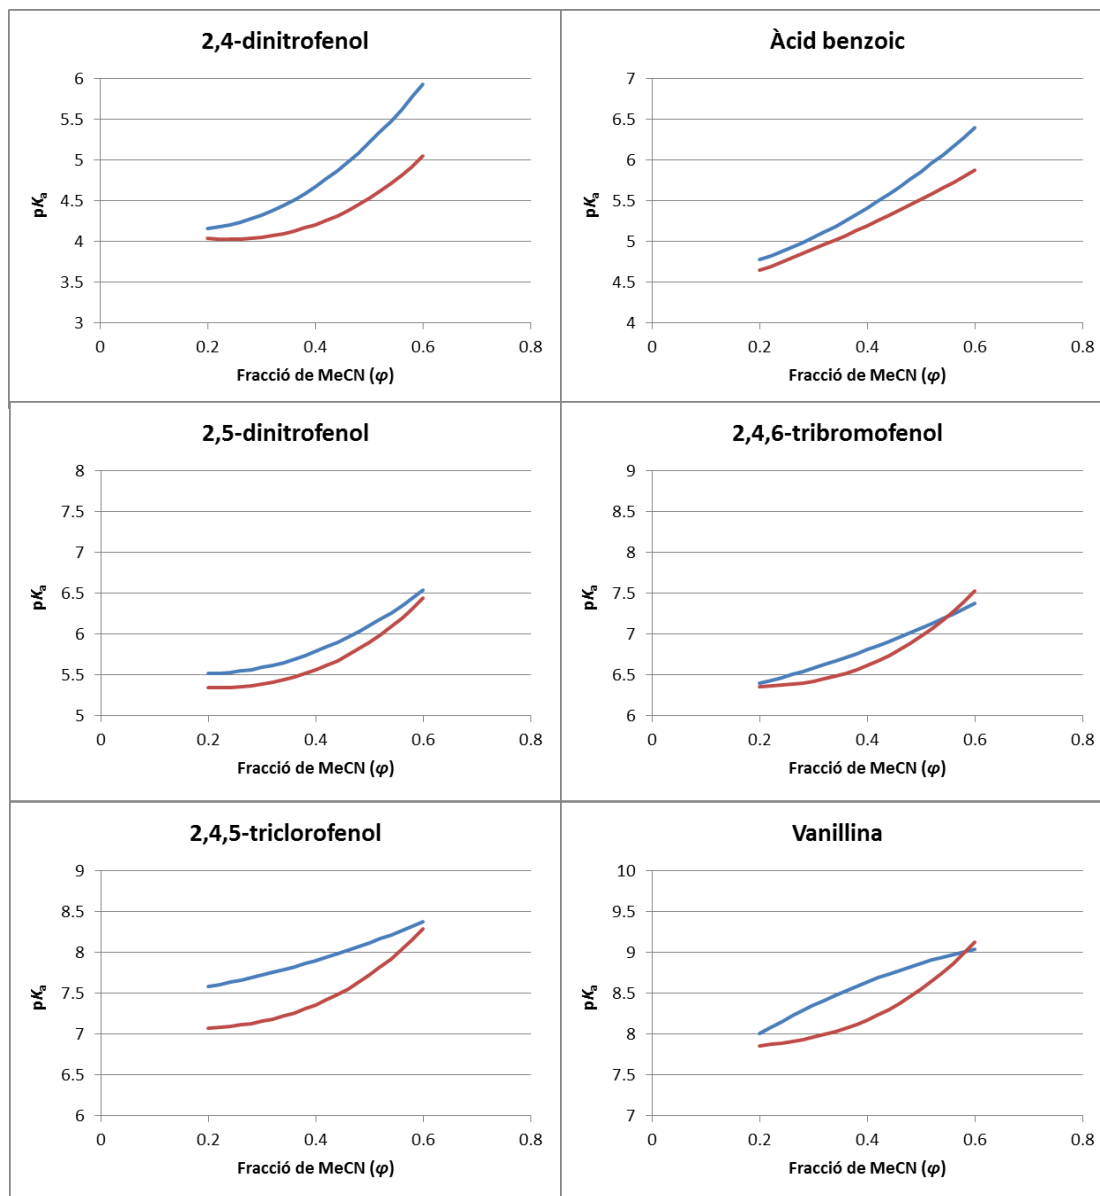 2,4-dinitrofenol
6
5.5
5
4.5
4
3.5
3
pKa
0 0.2 0.4 0.6 0.8
Fracció de MeCN (φ)
Àcid benzoic
7
6.5
6
5.5
5
4.5
4
pKa
0 0.2 0.4 0.6 0.8
Fracció de MeCN (φ)
2,5-dinitrofenol
8
7.5
7
6.5
6
5.5
5
pKa
0 0.2 0.4 0.6 0.8
Fracció de MeCN (φ)
2,4,6-tribromofenol
9
8.5
8
7.5
7
6.5
6
pKa
0 0.2 0.4 0.6 0.8
Fracció de MeCN (φ)
2,4,5-triclorofenol
9
8.5
8
7.5
7
6.5
6
pKa
0 0.2 0.4 0.6 0.8
Fracció de MeCN (φ)
Vanillina
10
9.5
9
8.5
8
7.5
7
pKa
0 0.2 0.4 0.6 0.8
Fracció de MeCN (φ)